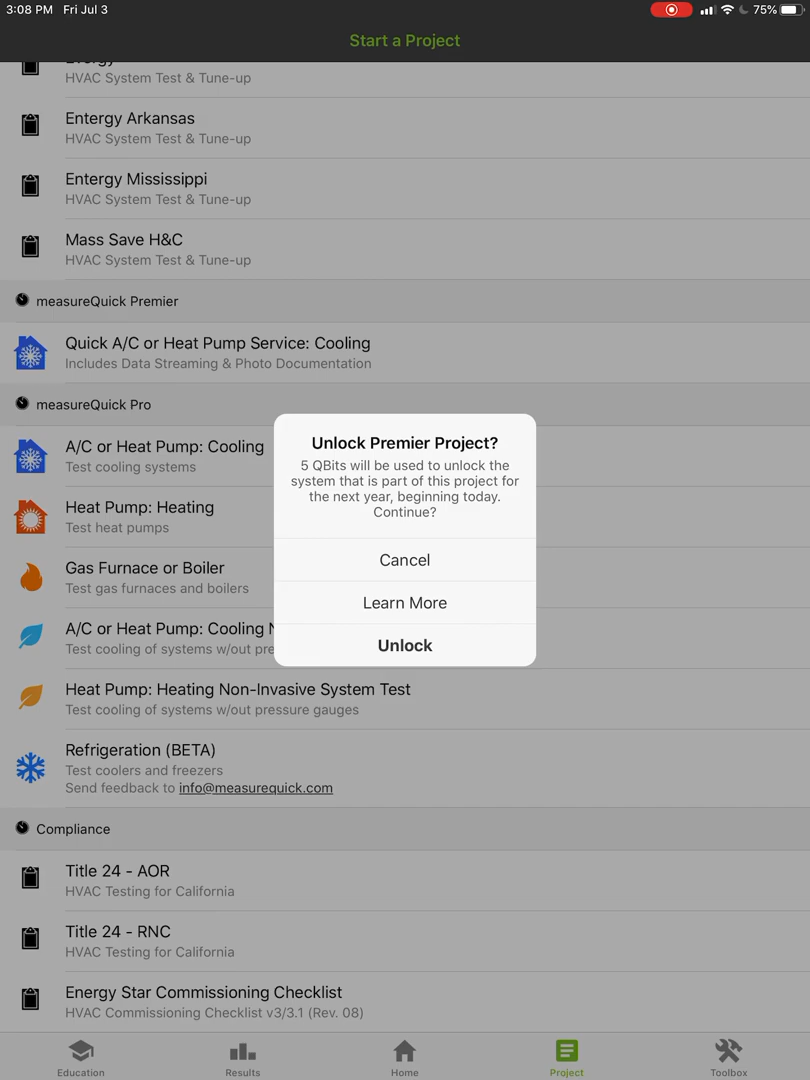 3:08 PM Fri Jul 3
75%
Start a Project
HVAC System Test & Tune-up
Entergy Arkansas
HVAC System Test & Tune-up
Entergy Mississippi
HVAC System Test & Tune-up
Mass Save H&C
HVAC System Test & Tune-up
measureQuick Premier
Quick A/C or Heat Pump Service: Cooling
Includes Data Streaming & Photo Documentation
measureQuick Pro
A/C or Heat Pump: Cooling
Test cooling systems
Heat Pump: Heating
Test heat pumps
Gas Furnace or Boiler
Test gas furnaces and boilers
A/C or Heat Pump: Cooling
Test cooling of systems w/out
Heat Pump: Heating Non-Invasive System Test
Test cooling of systems w/out pressure gauges
Refrigeration (BETA)
Test coolers and freezers
Send feedback to info@measurequick.com
Unlock Premier Project?
5 QBits will be used to unlock the
system that is part of this project for
the next year, beginning today.
Continue?
Cancel
Learn More
Unlock
Compliance
Title 24 - AOR
HVAC Testing for California
Title 24 - RNC
HVAC Testing for California
Energy Star Commissioning Checklist
HVAC Commissioning Checklist v3/3.1 (Rev. 08)
Education
Results
Home
Project
Toolbox